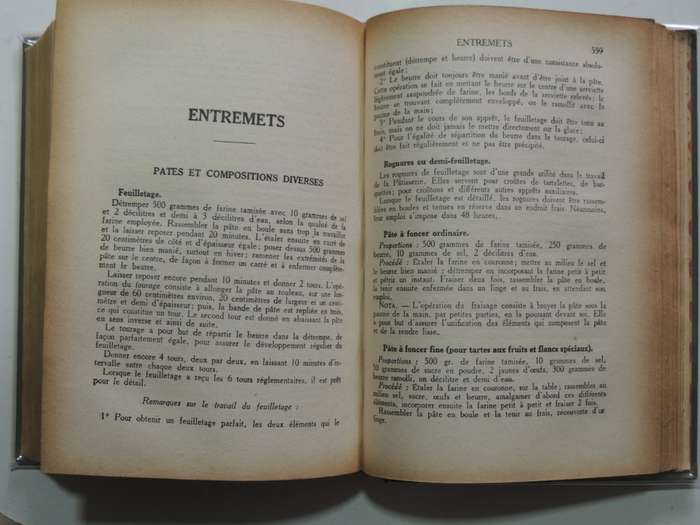 ENTREMETS
PATES ET COMPOSITIONS DIVERSES
Feuilletage.
Détremper 500 grammes de farine tamisée avec 10 grammes de sel
et 2 décilitres et demi à 3 décilitres d'eau, selon la qualité de la
farine employée. Rassembler la pâte en boule sans trop la travailler
et la laisser reposer pendant 20 minutes. L'étaler ensuite en carré de
20 centimètres de côté et d'épaisseur égale; poser dessus 500 grammes
de beurre bien manié, surtout en hiver; ramener les extrémités de la
pâte sur le centre, de façon à former un carré et à enfermer complète-
ment le beurre.
Laisser reposer encore pendant 10 minutes et donner 2 tours. L'opé-
ration du tourage consiste à allonger la pâte au rouleau, sur une lon-
gueur de 60 centimètres environ, 20 centimètres de largeur et un centi-
mètre et demi d'épaisseur; puis, la bande de pâte est repliée en trois,
ce qui constitue un tour. Le second tour est donné en abaissant la pâte
en sens inverse et ainsi de suite.
Le tourage a pour but de répartir le beurre dans la détrempe, de
façon parfaitement égale, pour assurer le développement régulier du
feuilletage.
Donner encore 4 tours, deux par deux, en laissant 10 minutes d'in-
tervalle entre chaque deux tours.
Lorsque le feuilletage a reçu les 6 tours réglementaires, il est prêt
pour le détail.
Remarques sur le travail du feuilletage :
1° Pour obtenir un feuilletage parfait, les deux éléments qui le
ENTREMETS 559
constituent (détrempe et beurre) doivent être d'une consistance absolu-
ment égale;
2° Le beurre doit toujours être manié avant d'être joint à la pâte.
Cette opération se fait en mettant le beurre sur le centre d'une serviette
légèrement saupoudrée de farine, les bords de la serviette relevés; le
beurre se trouvant complètement enveloppé, on le ramollit avec la
paume de la main;
3° Pendant le cours de son apprêt, le feuilletage doit être tenu au
frais, mais on ne doit jamais le mettre directement sur la glace;
4° Pour l'égalité de répartition du beurre dans le tourage, celui-ci
doit être fait régulièrement et ne pas être précipité.
Rognures ou demi-feuilletage.
Les rognures de feuilletage sont d'une grande utilité dans le travail
de la Pâtisserie. Elles servent pour croûtes de tartelettes, de bar-
quettes; pour croûtons et différents autres apprêts auxiliaires.
Lorsque le feuilletage est détaillé, les rognures doivent être rassem-
blées en boules et tenues en réserve dans un endroit frais. Néanmoins,
leur emploi s'impose dans 48 heures.
Pâte à foncer ordinaire.
Proportions : 500 grammes de farine tamisée, 250 grammes de
beurre, 10 grammes de sel, 2 décilitres d'eau.
Procédé : Etaler la farine en couronne; mettre au milieu le sel et
le beurre bien manié; détremper en incorporant la farine petit à petit
et pétrir un instant. Fraiser deux fois, rassembler la pâte en boule,
la tenir ensuite enfermée dans un linge et au frais, en attendant son
emploi.
NOTA. — L'opération du fraisage consiste à broyer la pâte sous la
paume de la main, par petites parties, en la poussant devant soi. Elle
a pour but d'assurer l'unification des éléments qui composent la pâte
et de la rendre lisse.
Pâte à foncer fine (pour tartes aux fruits et flancs spéciaux).
Proportions : 500 gr. de farine tamisée, 10 grammes de sel,
50 grammes de sucre en poudre, 2 jaunes d'œufs, 300 grammes de
beurre ramolli, un décilitre et demi d'eau.
Procédé : Etaler la farine en couronne, sur la table; rassembler au
milieu sel, sucre, œufs et beurre, amalgamer d'abord ces différents
éléments, incorporer ensuite la farine petit à petit et fraiser 2 fois.
Rassembler la pâte en boule et la tenir au frais, recouverte d'un
linge.